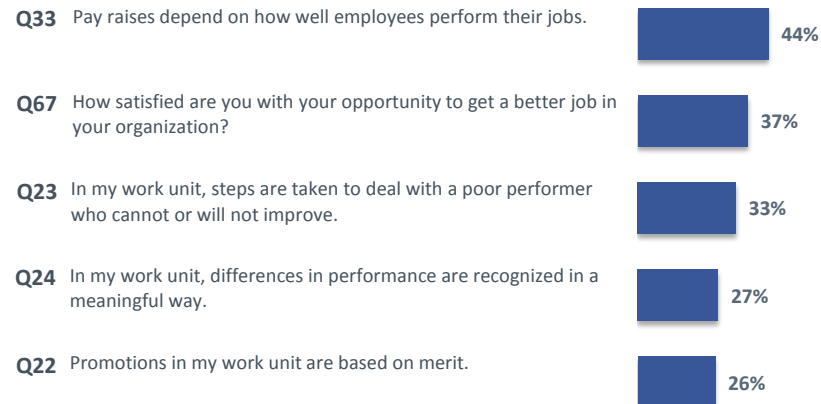 Q33 Pay raises depend on how well employees perform their jobs. 44%
Q67 How satisfied are you with your opportunity to get a better job in
your organization? 37%
Q23 In my work unit, steps are taken to deal with a poor performer
who cannot or will not improve. 33%
Q24 In my work unit, differences in performance are recognized in a
meaningful way. 27%
Q22 Promotions in my work unit are based on merit. 26%